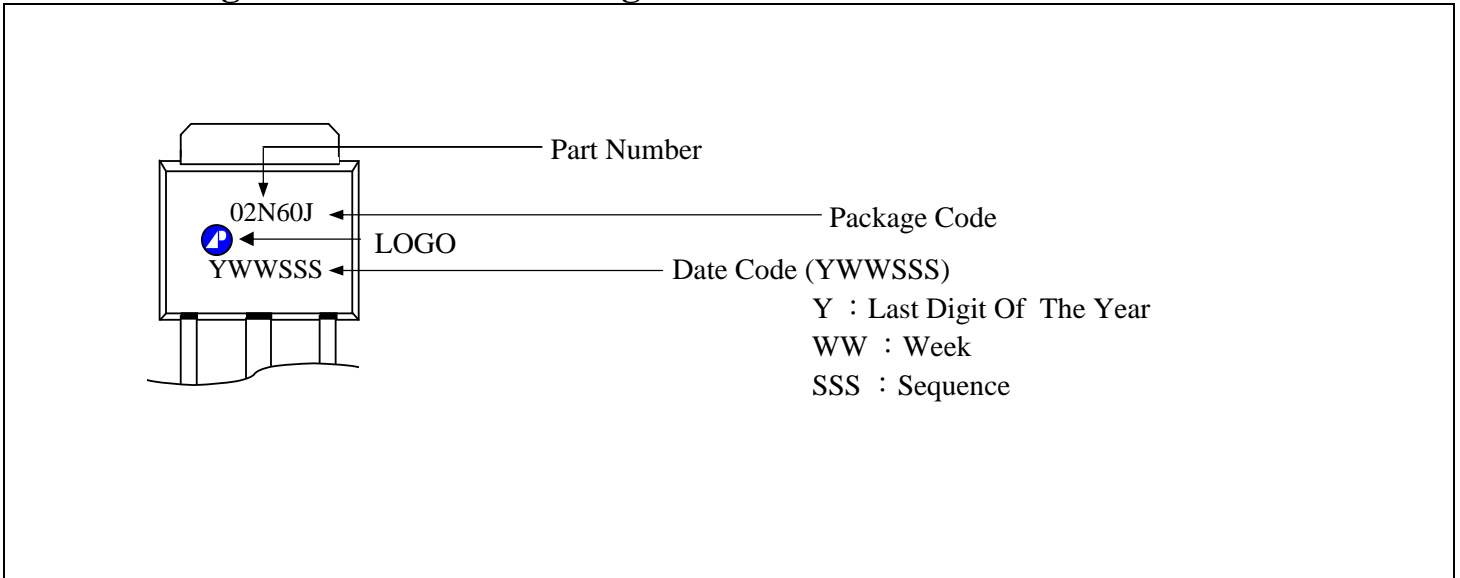 Part Number
02N60J
Package Code
LOGO
YWWSSS
Date Code (YWWSSS)
Y : Last Digit Of The Year
WW : Week
SSS : Sequence